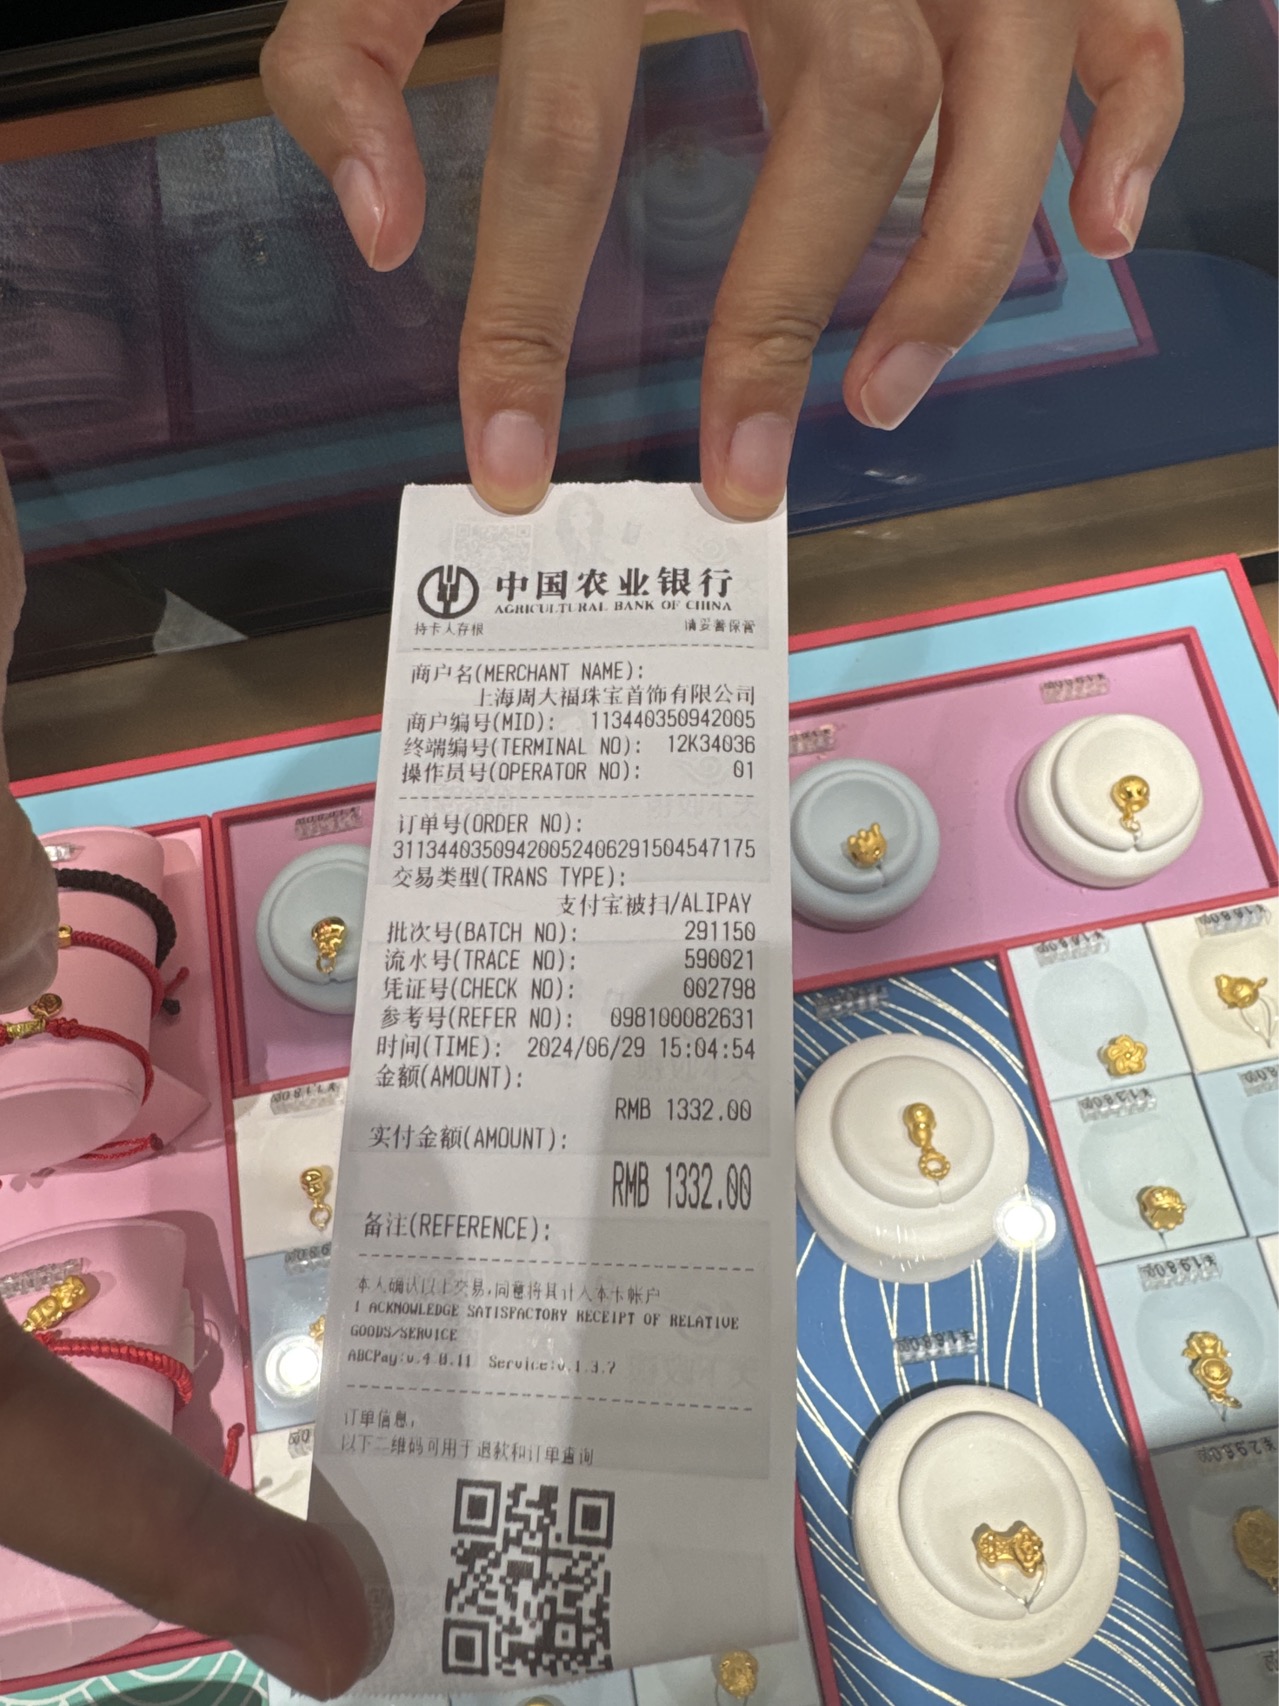 中国农业银行
AGRICULTURAL BANK OF CHINA
持卡人存根 请妥善保管
商户名(MERCHANT NAME):
上海周大福珠宝首饰有限公司
商户编号(MID): 113440350942005
终端编号(TERMINAL NO): 12K34036
操作员号(OPERATOR NO): 01
订单号(ORDER NO):
31134403509420052406291504547175
交易类型(TRANS TYPE):
支付宝被扫/ALIPAY
批次号(BATCH NO): 291150
流水号(TRACE NO): 590021
凭证号(CHECK NO): 002798
参考号(REFER NO): 098100082631
时间(TIME): 2024/06/29 15:04:54
金额(AMOUNT):
RMB 1332.00
实付金额(AMOUNT):
RMB 1332.00
备注(REFERENCE):
本人确认以上交易,同意将其计入本卡帐户
I ACKNOWLEDGE SATISFACTORY RECEIPT OF RELATIVE
GOODS/SERVICE
ABCPay:v.4.0.11 Service:v.1.3.7
订单信息,
以下二维码可用于退款和订单查询
¥1380
¥1980
¥1680